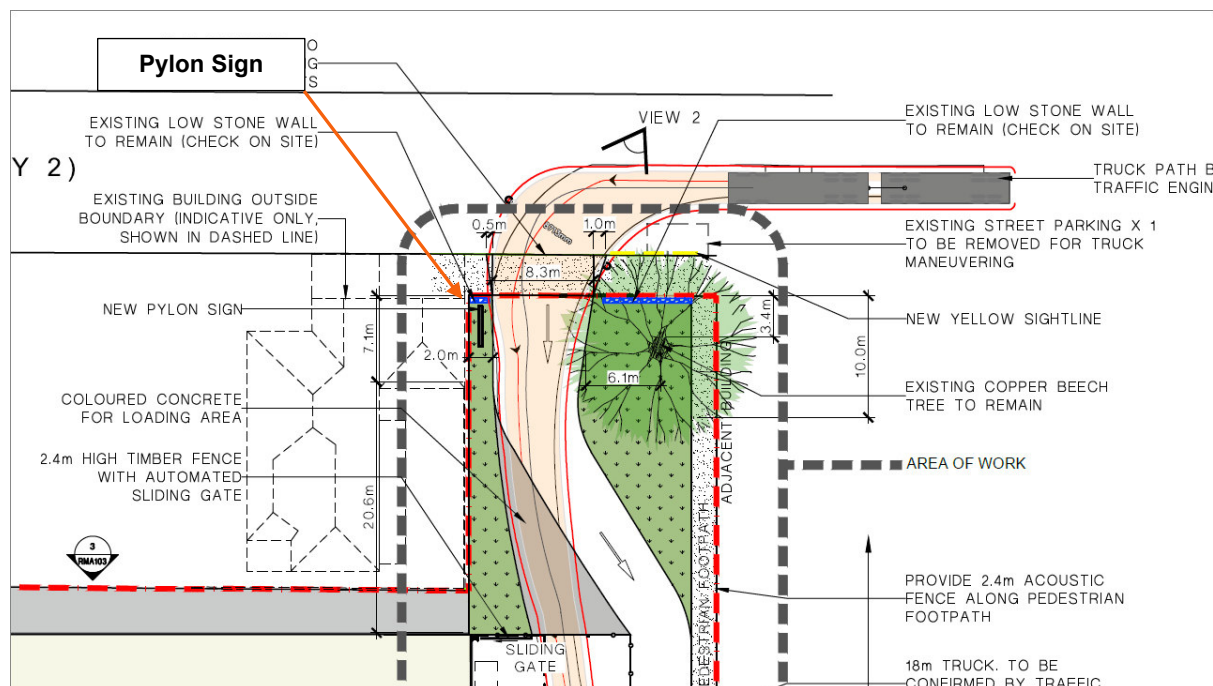 Pylon Sign
O
G
S
EXISTING LOW STONE WALL
TO REMAIN (CHECK ON SITE)
Y 2)
EXISTING BUILDING OUTSIDE
BOUNDARY (INDICATIVE ONLY,
SHOWN IN DASHED LINE)
NEW PYLON SIGN
COLOURED CONCRETE
FOR LOADING AREA
2.4m HIGH TIMBER FENCE
WITH AUTOMATED
SLIDING GATE
3
RMA103
7.1m
20.6m
VIEW 2
0.5m
1.0m
8.3m
2.0m
6.1m
3.4m
10.0m
ADJACENT BUILDING
EDESTRIAN FOOTPATH
SLIDING
GATE
EXISTING LOW STONE WALL
TO REMAIN (CHECK ON SITE)
TRUCK PATH B
TRAFFIC ENGIN
EXISTING STREET PARKING X 1
TO BE REMOVED FOR TRUCK
MANEUVERING
NEW YELLOW SIGHTLINE
EXISTING COPPER BEECH
TREE TO REMAIN
AREA OF WORK
PROVIDE 2.4m ACOUSTIC
FENCE ALONG PEDESTRIAN
FOOTPATH
18m TRUCK. TO BE
CONFIRMED BY TRAFFIC